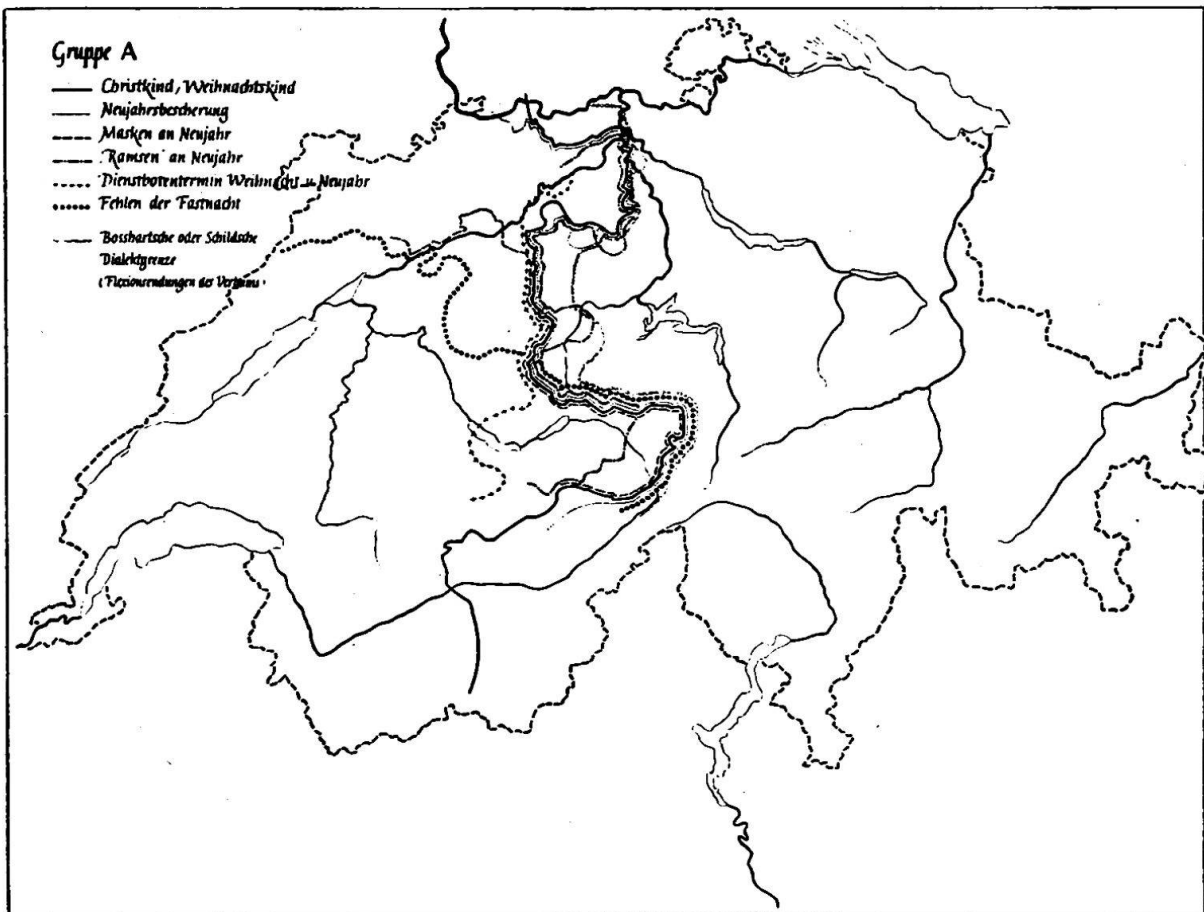 Gruppe A
Christkind, Weihnachtskind
Neujahrsbescherung
Masken an Neujahr
"Ramsen" an Neujahr
Dienstbotentermin Weihnacht u. Neujahr
Fehlen der Fastnacht
Bosshartsche oder Schildsche
Dialektgrenze
(Flexionsendungen des Verbums)